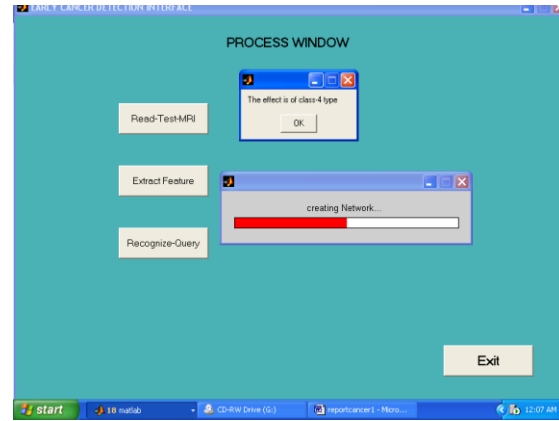 EARLY CANCER DETECTION INTERFACE
PROCESS WINDOW
The effect is of class-4 type
OK
Read-Test-MRI
Extract Feature
creating Network...
Recognize-Query
Exit
start
18 matlab
CD-RW Drive (G:)
reportcancer1 - Micro...
12:07 AM